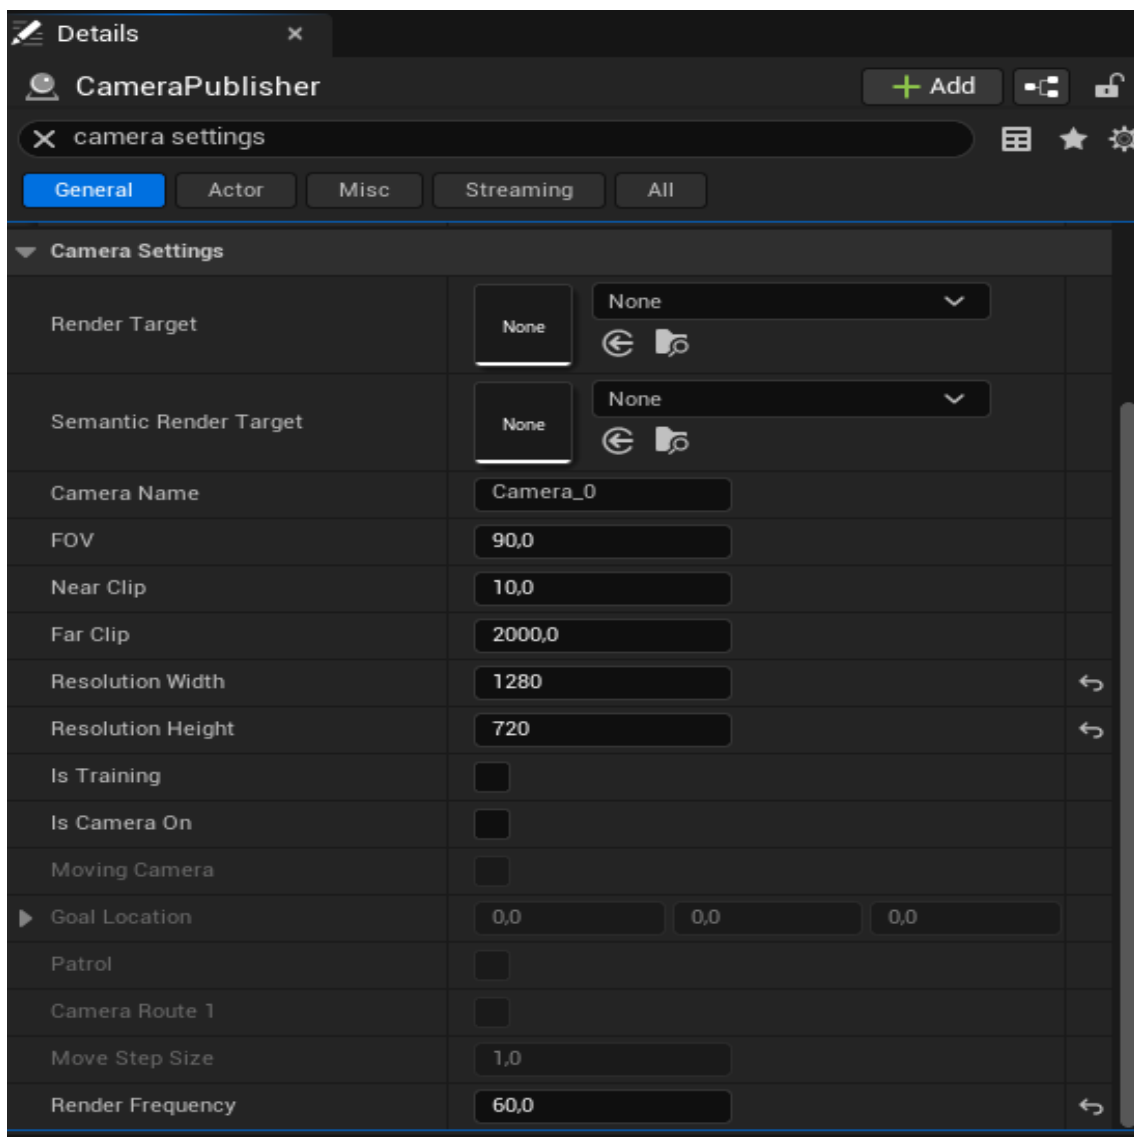 Details
CameraPublisher
Add
camera settings
General Actor Misc Streaming All
Camera Settings
Render Target None None
Semantic Render Target None None
Camera Name Camera_0
FOV 90,0
Near Clip 10,0
Far Clip 2000,0
Resolution Width 1280
Resolution Height 720
Is Training
Is Camera On
Moving Camera
Goal Location 0,0 0,0 0,0
Patrol
Camera Route 1
Move Step Size 1,0
Render Frequency 60,0